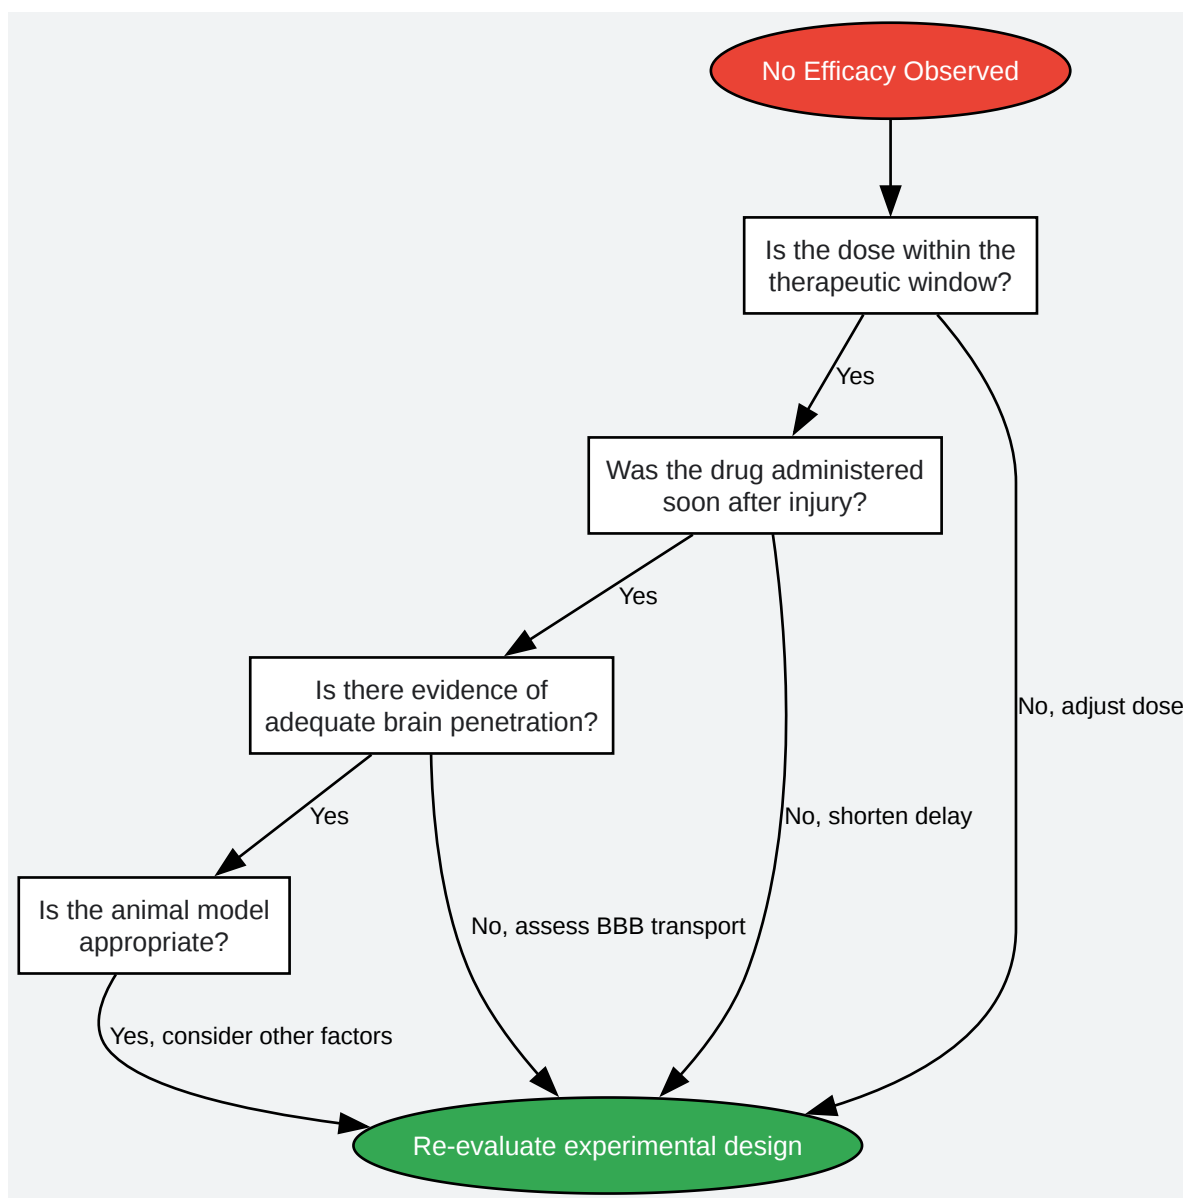 No Efficacy Observed
Is the dose within the
therapeutic window?
Yes
Was the drug administered
soon after injury?
Yes
Is there evidence of
adequate brain penetration?
No, adjust dose
Yes
No, shorten delay
Is the animal model
appropriate?
No, assess BBB transport
Yes, consider other factors
Re-evaluate experimental design